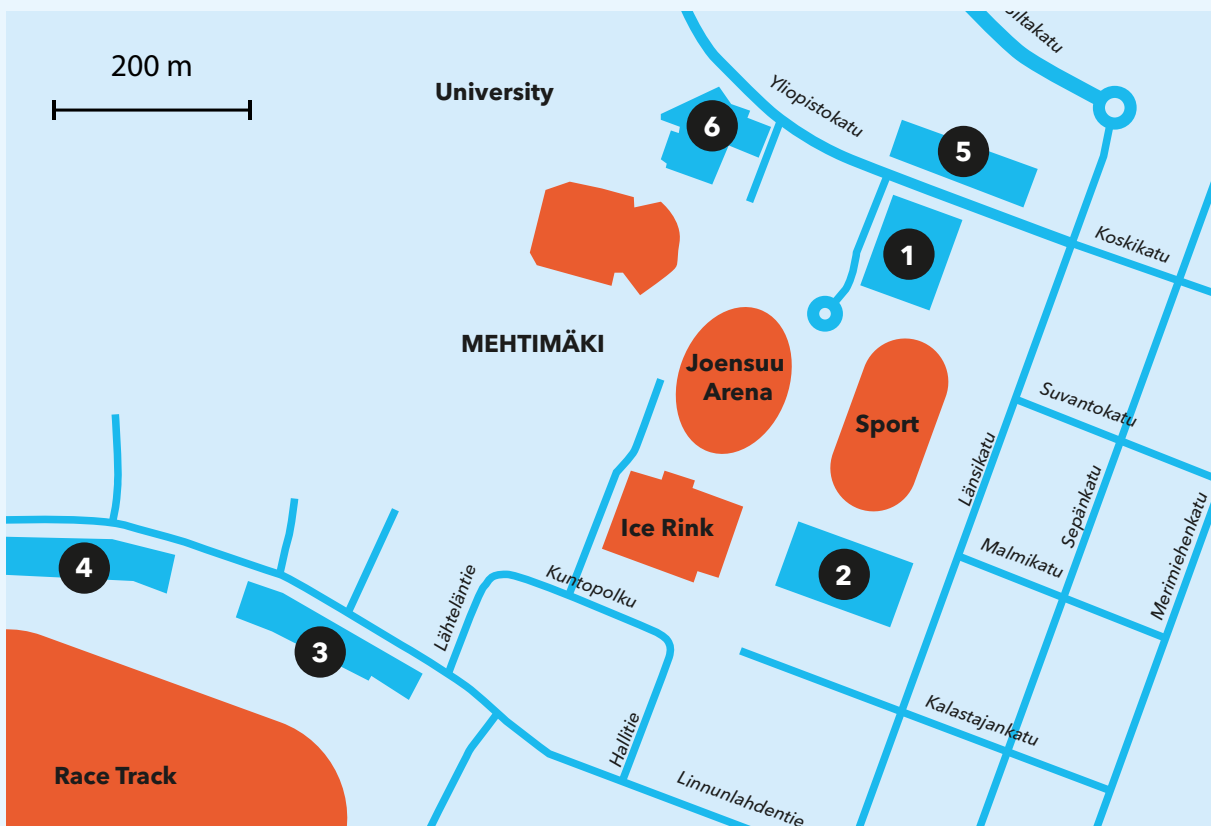 200 m
University
Yliopistokatu
6
5
1
Koskikatu
MEHTIMÄKI
Joensuu
Arena
Sport
Suvantokatu
Länsikatu
Sepänkatu
Merimiehenkatu
Ice Rink
Malmikatu
4
2
Kuntopolku
Lähteläntie
3
Hallitie
Kalastajankatu
Race Track
Linnunlahdentie